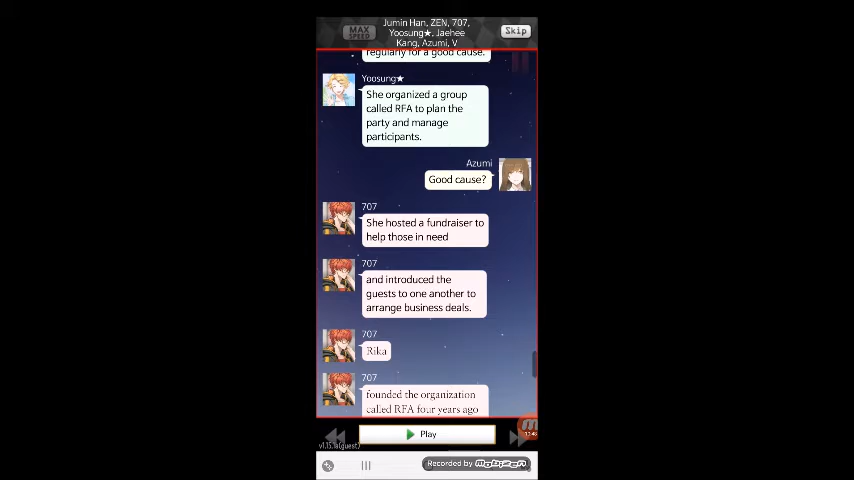 MAX
SPEED
Jumin Han, ZEN, 707,
Yoosung★, Jaehee
Kang, Azumi, V
Skip
regularly for a good cause.
Yoosung★
She organized a group
called RFA to plan the
party and manage
participants.
Azumi
Good cause?
707
She hosted a fundraiser to
help those in need
707
and introduced the
guests to one another to
arrange business deals.
707
Rika
707
founded the organization
called RFA four years ago
Play
Recorded by mobizen